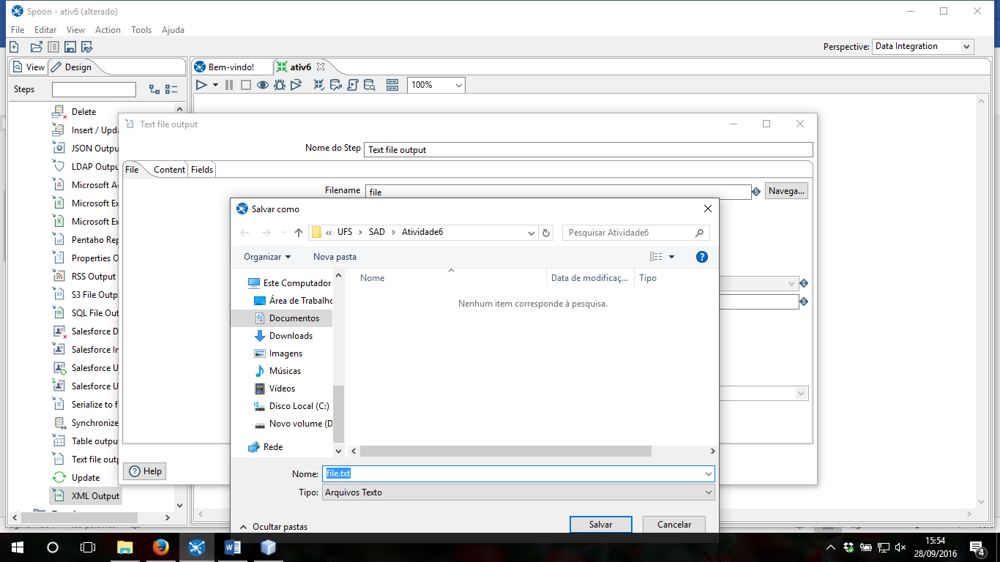 Spoon - ativ6 (alterado)
File Editar View Action Tools Ajuda
Perspective: Data Integration
View Design
Bem-vindo! ativ6
Steps
100%
Delete
Insert / Upda
JSON Outpu
LDAP Outpu
Microsoft Ac
Microsoft Ex
Microsoft Ex
Pentaho Rep
Properties O
RSS Output
S3 File Outp
SQL File Out
Salesforce D
Salesforce In
Salesforce U
Salesforce U
Serialize to f
Synchronize
Table outpu
Text file outp
Update
XML Output
Text file output
Nome do Step Text file output
File Content Fields
Filename file Navega...
Help
Salvar como
« UFS > SAD > Atividade6
Pesquisar Atividade6
Organizar Nova pasta
Nome Data de modificaç... Tipo
Nenhum item corresponde à pesquisa.
Este Computador
Área de Trabalho
Documentos
Downloads
Imagens
Músicas
Vídeos
Disco Local (C:)
Novo volume (D
Rede
Nome: file.txt
Tipo: Arquivos Texto
Ocultar pastas Salvar Cancelar
15:54
28/09/2016
4